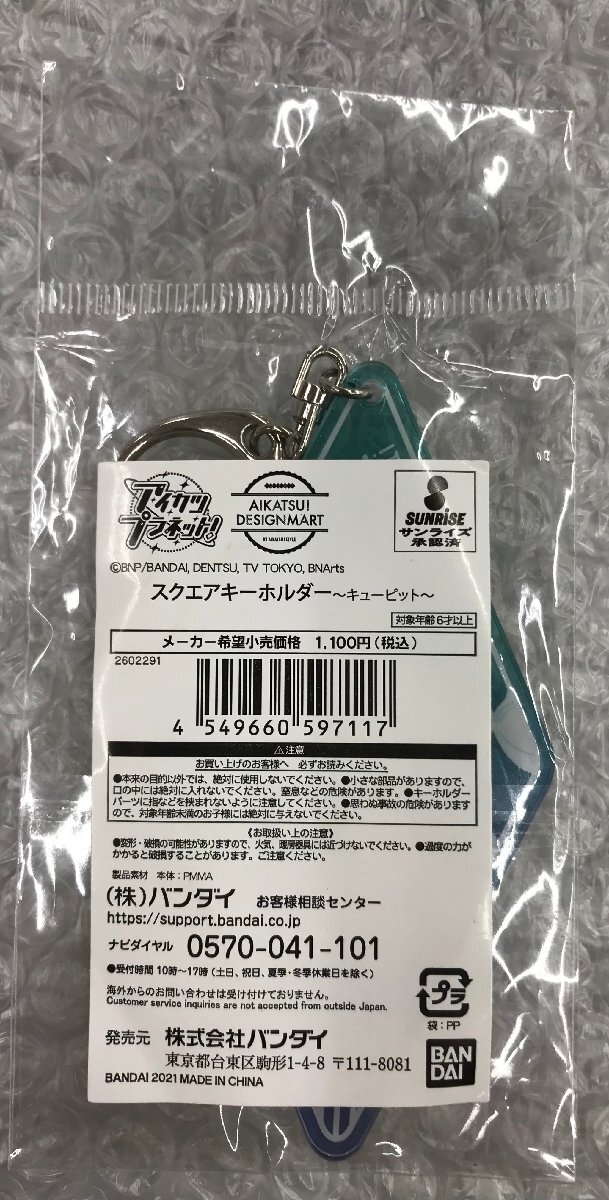 アイカツ
プラネット!
AIKATSU!
DESIGNMART
SUNRISE
サンライズ
承認済
©BNP/BANDAI, DENTSU, TV TOKYO, BNArts
スクエアキーホルダー〜キューピット〜
対象年齢6才以上
メーカー希望小売価格 1,100円(税込)
2602291
4 549660 597117
⚠注意
お買い上げのお客様へ 必ずお読みください。
●本来の目的以外では、絶対に使用しないでください。●小さな部品がありますので、
口の中には絶対に入れないでください。窒息などの危険があります。●キーホルダー
パーツに指などを挟まれないように注意してください。●思わぬ事故の危険があります
ので、対象年齢未満のお子様には絶対に与えないでください。
《お取扱い上の注意》
●変形・破損の可能性がありますので、火気、暖房器具には近づけないでください。●過度の力が
かかると破損することがあります。ご注意ください。
製品素材 本体:PMMA
(株)バンダイ お客様相談センター
https://support.bandai.co.jp
ナビダイヤル 0570-041-101
●受付時間 10時〜17時(土日、祝日、夏季・冬季休業日を除く)
海外からのお問い合わせは受け付けておりません。
Customer service inquiries are not accepted from outside Japan.
プラ
袋:PP
発売元 株式会社バンダイ
東京都台東区駒形1-4-8 〒111-8081
BANDAI 2021 MADE IN CHINA
BAN
DAI